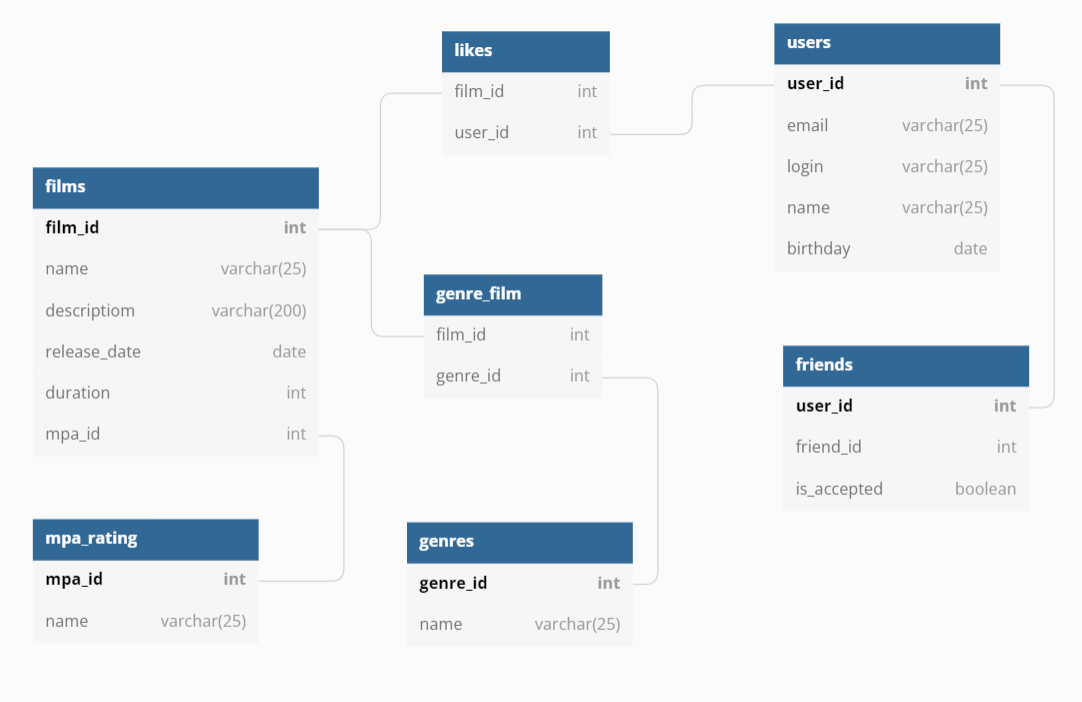 likes
film_id int
user_id int
users
user_id int
email varchar(25)
login varchar(25)
name varchar(25)
birthday date
films
film_id int
name varchar(25)
descriptiom varchar(200)
release_date date
duration int
mpa_id int
genre_film
film_id int
genre_id int
friends
user_id int
friend_id int
is_accepted boolean
mpa_rating
mpa_id int
name varchar(25)
genres
genre_id int
name varchar(25)